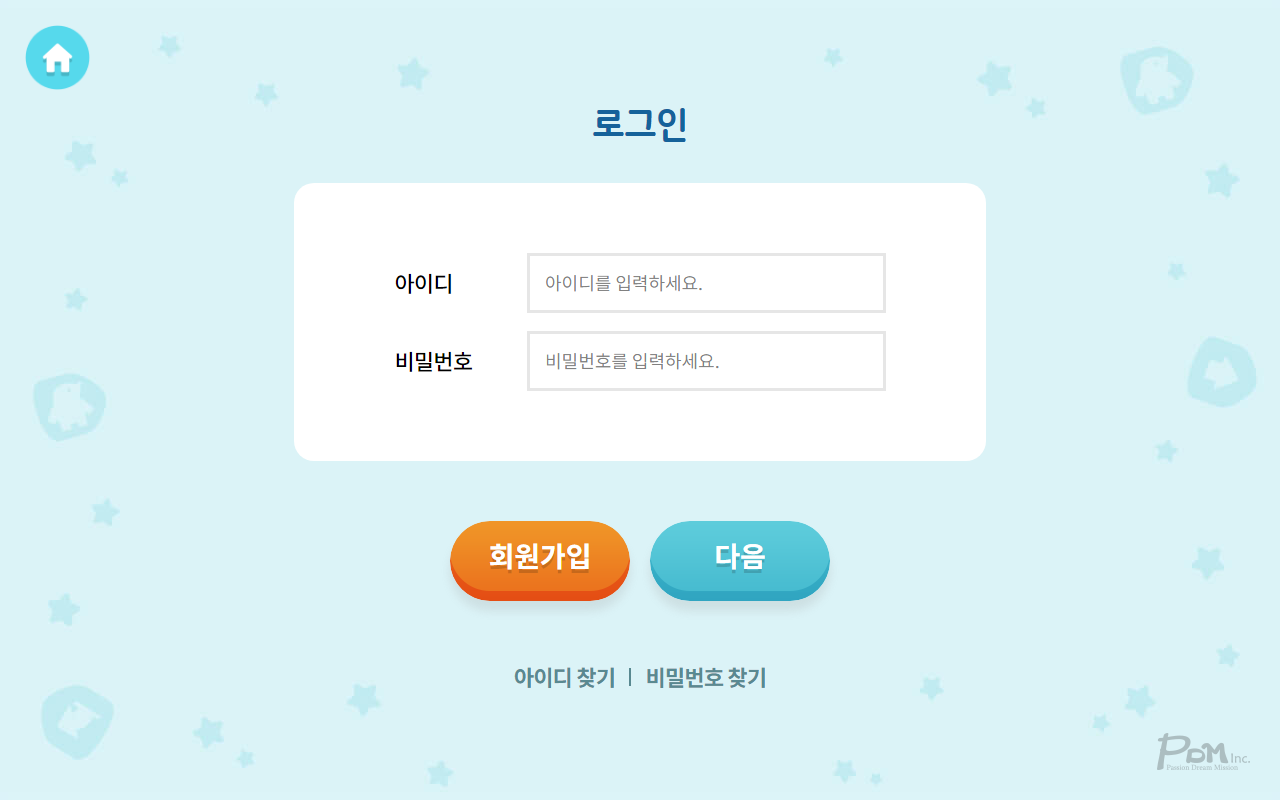 로그인
아이디
아이디를 입력하세요.
비밀번호
비밀번호를 입력하세요.
회원가입
다음
아이디 찾기 | 비밀번호 찾기
PDM Inc.
Passion Dream Mission